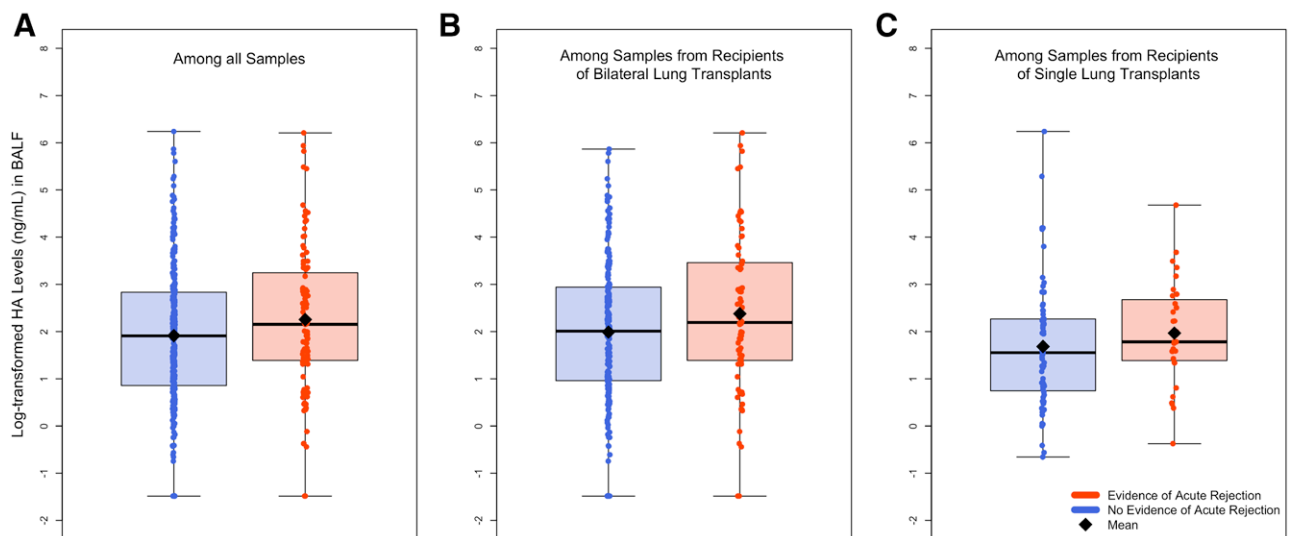 A
B
C
Among all Samples
Among Samples from Recipients
of Bilateral Lung Transplants
Among Samples from Recipients
of Single Lung Transplants
Log-transformed HA Levels (ng/mL) in BALF
8
7
6
5
4
3
2
1
0
-1
-2
8
7
6
5
4
3
2
1
0
-1
-2
8
7
6
5
4
3
2
1
0
-1
-2
Evidence of Acute Rejection
No Evidence of Acute Rejection
Mean